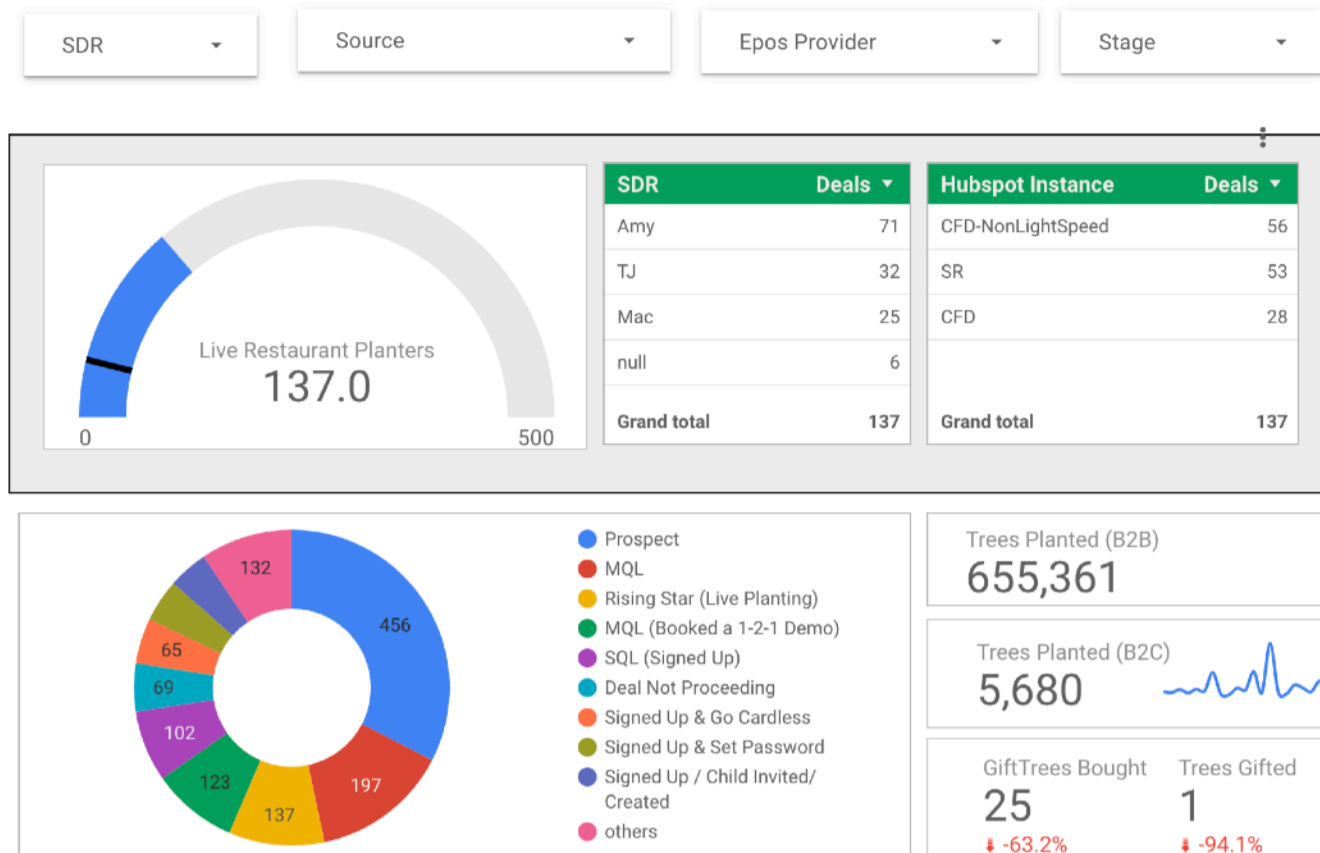 SDR
Source
Epos Provider
Stage
Live Restaurant Planters
137.0
0
500
SDR Deals
Amy 71
TJ 32
Mac 25
null 6
Grand total 137
Hubspot Instance Deals
CFD-NonLightSpeed 56
SR 53
CFD 28
Grand total 137
132
456
65
69
102
123
137
197
Prospect
MQL
Rising Star (Live Planting)
MQL (Booked a 1-2-1 Demo)
SQL (Signed Up)
Deal Not Proceeding
Signed Up & Go Cardless
Signed Up & Set Password
Signed Up / Child Invited/
Created
others
Trees Planted (B2B)
655,361
Trees Planted (B2C)
5,680
GiftTrees Bought
25
-63.2%
Trees Gifted
1
-94.1%